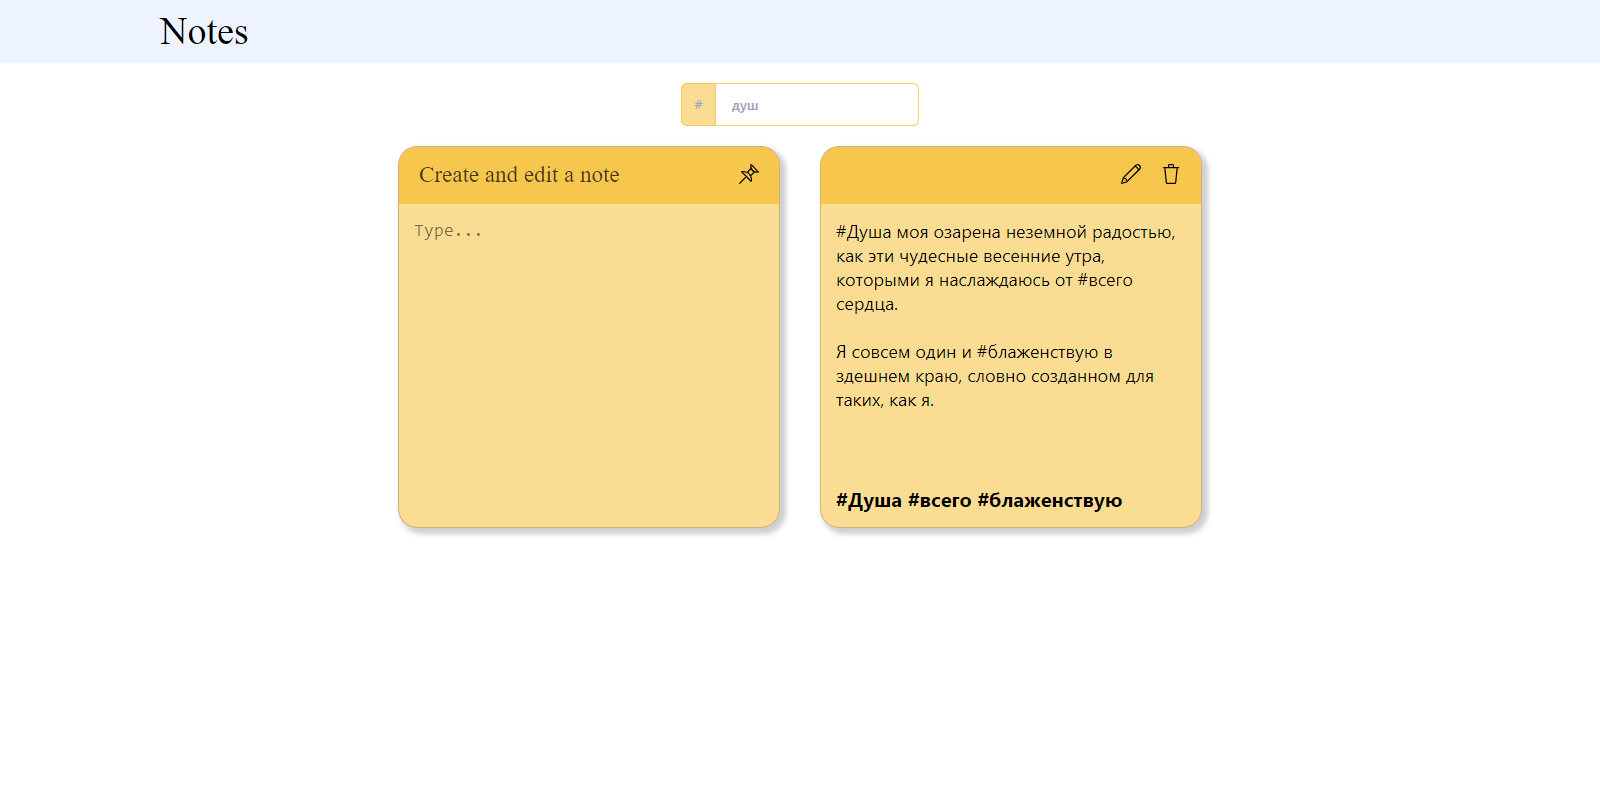 Notes
# душ
Create and edit a note
Type...
#Душа моя озарена неземной радостью,
как эти чудесные весенние утра,
которыми я наслаждаюсь от #всего
сердца.
Я совсем один и #блаженствую в
здешнем краю, словно созданном для
таких, как я.
#Душа #всего #блаженствую